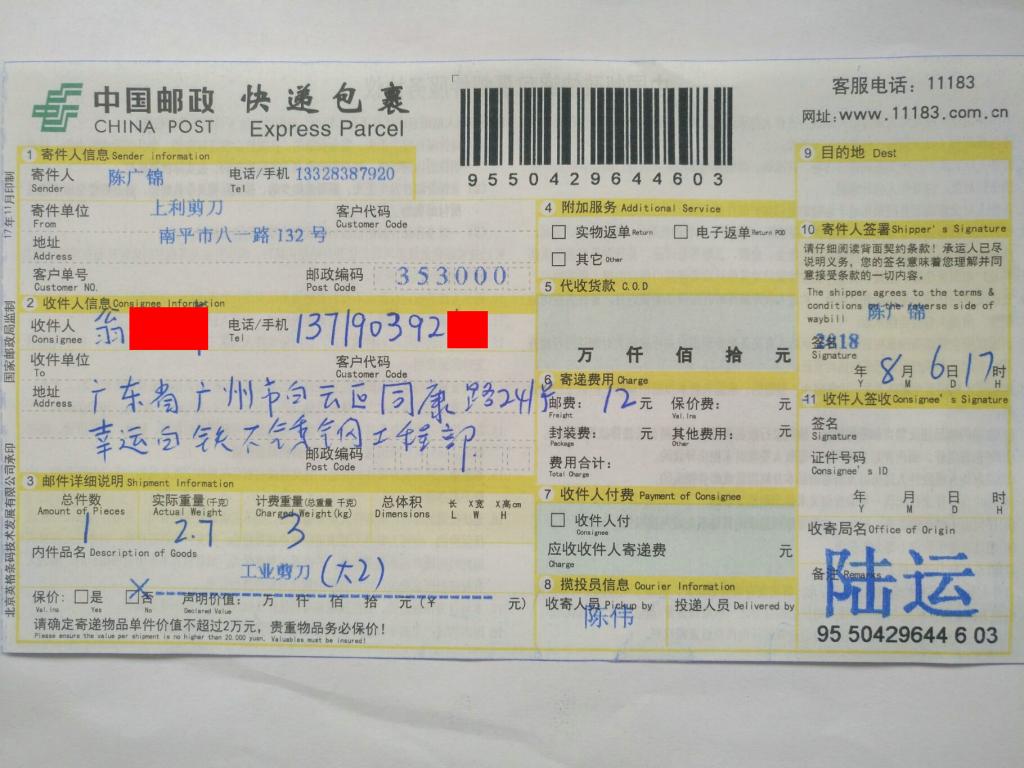 中国邮政 快递包裹
CHINA POST Express Parcel
9550429644603
客服电话：11183
网址：www.11183.com.cn
1 寄件人信息 Sender information
寄件人 陈广锦 电话/手机 13328387920
Sender Tel
寄件单位 上利剪刀 客户代码
From Customer Code
地址 南平市八一路 132 号
Address
客户单号 邮政编码 353000
Customer NO. Post Code
2 收件人信息 Consignee Information
收件人 翁 电话/手机 137190392
Consignee Tel
收件单位 客户代码
To Customer Code
地址 广东省广州市白云区同康路241号
Address
幸运白铁不锈钢工程部
邮政编码
Post Code
3 邮件详细说明 Shipment Information
总件数 实际重量(千克) 计费重量(总重量 千克) 总体积 长 X宽 X高cm
Amount of Pieces Actual Weight Charged Weight(kg) Dimensions L W H
1 2.7 3
内件品名 Description of Goods
工业剪刀 (大2)
保价： 是 否 声明价值： 万 仟 佰 拾 元 (￥ 元)
Val.ins Yes No Declared Value
请确定寄递物品单件价值不超过2万元，贵重物品务必保价！
Please ensure the value per shipment is no higher than 20.000 yuan. Valuables must be insured!
4 附加服务 Additional Service
实物返单 Return 电子返单 Return POD
其它 Other
5 代收货款 C.O.D
万 仟 佰 拾 元
6 寄递费用 Charge
邮费： 12 元 保价费： 元
Freight Val.ins
封装费： 元 其他费用： 元
Package Other
费用合计： 元
Total Charge
7 收件人付费 Payment of Consignee
收件人付
Consignee
应收收件人寄递费 元
Charge
8 揽投员信息 Courier Information
收寄人员 Pickup by 投递人员 Delivered by
陈伟
9 目的地 Dest
10 寄件人签署 Shipper's Signature
请仔细阅读背面契约条款！承运人已尽
说明义务，您的签名意味着您理解并同
意接受条款的一切内容。
The shipper agrees to the terms &
conditions on the reverse side of
waybill 陈广锦
签名 2018
Signature
年 8 月 6 日 17 时
Y M D H
11 收件人签收 Consignee's Signature
签名
Signature
证件号码
Consignee's ID
年 月 日 时
Y M D H
收寄局名 Office of Origin
备注 Remarks 陆运
95 50429644 6 03
17年11月印制
国家邮政局监制
北京英格条码技术发展有限公司承印